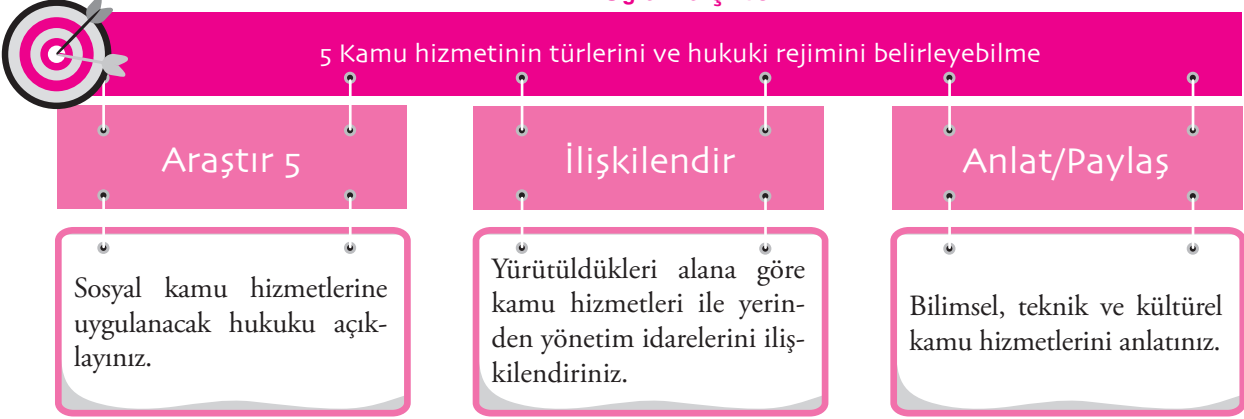 5 Kamu hizmetinin türlerini ve hukuki rejimini belirleyebilme
Araştır 5
İlişkilendir
Anlat/Paylaş
Sosyal kamu hizmetlerine
uygulanacak hukuku açık-
layınız.
Yürütüldükleri alana göre
kamu hizmetleri ile yerin-
den yönetim idarelerini iliş-
kilendiriniz.
Bilimsel, teknik ve kültürel
kamu hizmetlerini anlatınız.